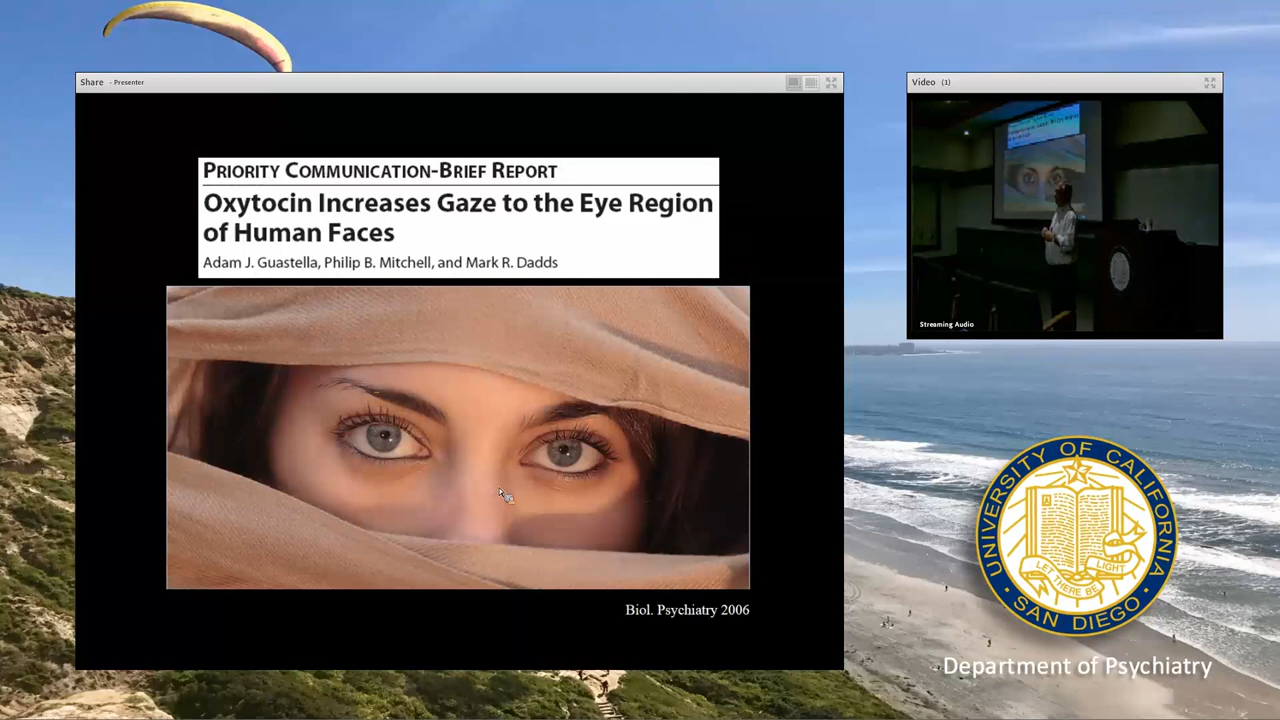 Share - Presenter
PRIORITY COMMUNICATION-BRIEF REPORT
Oxytocin Increases Gaze to the Eye Region
of Human Faces
Adam J. Guastella, Philip B. Mitchell, and Mark R. Dadds
Biol. Psychiatry 2006
Video (1)
Streaming Audio
UNIVERSITY OF CALIFORNIA
A
LET THERE BE LIGHT
SAN DIEGO
Department of Psychiatry